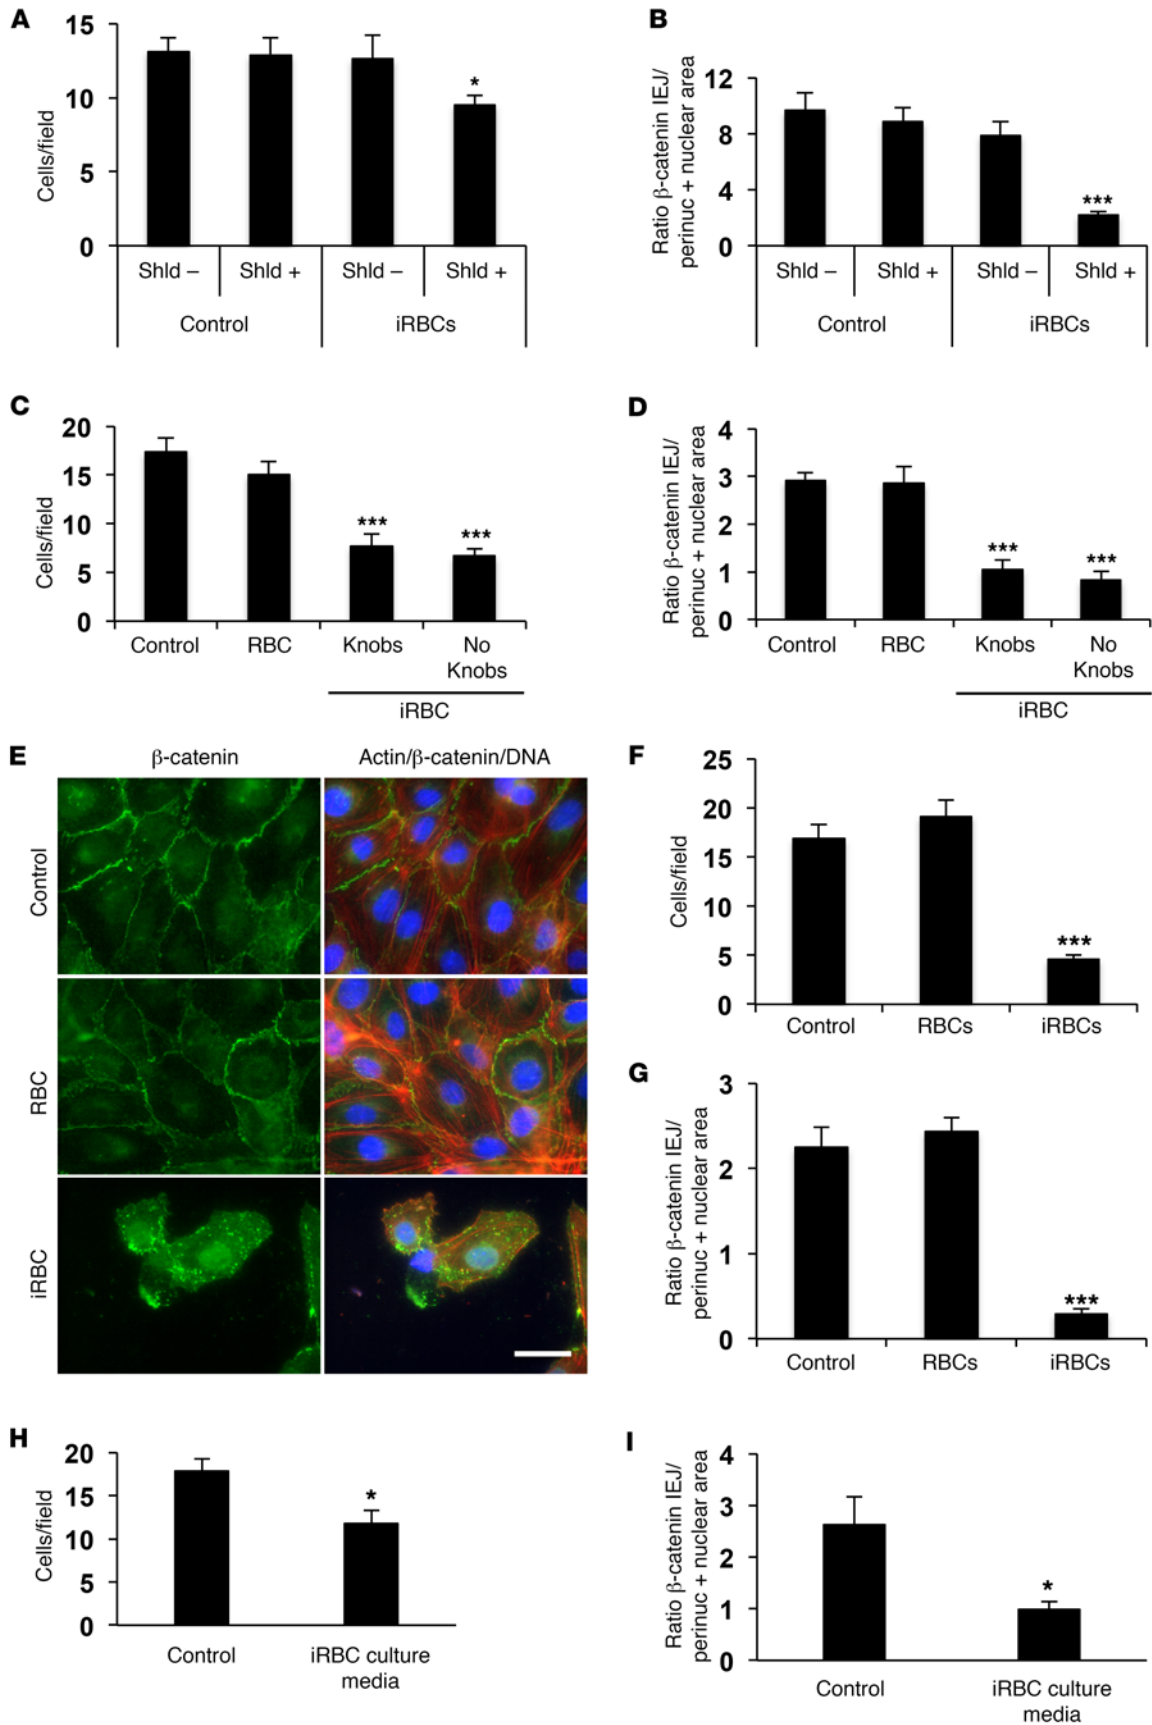 A
15
10
5
0
Cells/field
*
Shld – Shld + Shld – Shld +
Control iRBCs
B
Ratio β-catenin IEJ/
perinuc + nuclear area
12
8
4
0
***
Shld – Shld + Shld – Shld +
Control iRBCs
C
20
15
10
5
0
Cells/field
***
***
Control RBC Knobs No
Knobs
iRBC
D
Ratio β-catenin IEJ/
perinuc + nuclear area
4
3
2
1
0
***
***
Control RBC Knobs No
Knobs
iRBC
E
β-catenin Actin/β-catenin/DNA
Control
RBC
iRBC
F
25
20
15
10
5
0
Cells/field
***
Control RBCs iRBCs
G
Ratio β-catenin IEJ/
perinuc + nuclear area
3
2
1
0
***
Control RBCs iRBCs
H
20
15
10
5
0
Cells/field
*
Control iRBC culture
media
I
Ratio β-catenin IEJ/
perinuc + nuclear area
4
3
2
1
0
*
Control iRBC culture
media